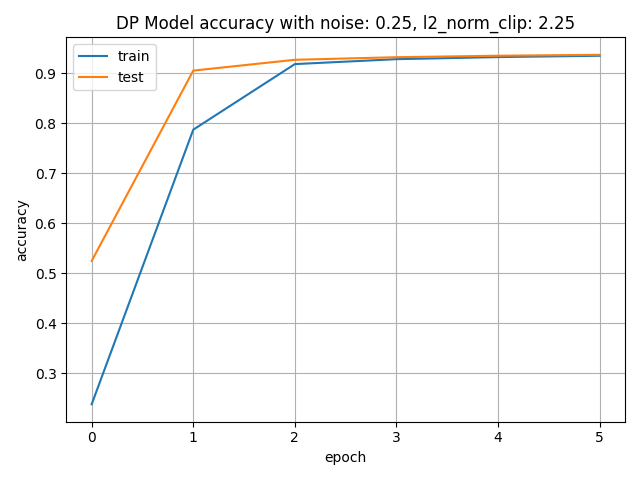 DP Model accuracy with noise: 0.25, l2_norm_clip: 2.25
train
test
accuracy
0.9
0.8
0.7
0.6
0.5
0.4
0.3
0 1 2 3 4 5
epoch